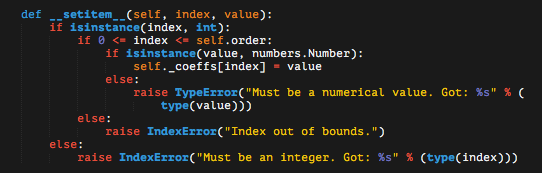 def __setitem__(self, index, value):
    if isinstance(index, int):
        if 0 <= index <= self.order:
            if isinstance(value, numbers.Number):
                self._coeffs[index] = value
            else:
                raise TypeError("Must be a numerical value. Got: %s" % (
                    type(value)))
        else:
            raise IndexError("Index out of bounds.")
    else:
        raise IndexError("Must be an integer. Got: %s" % (type(index)))